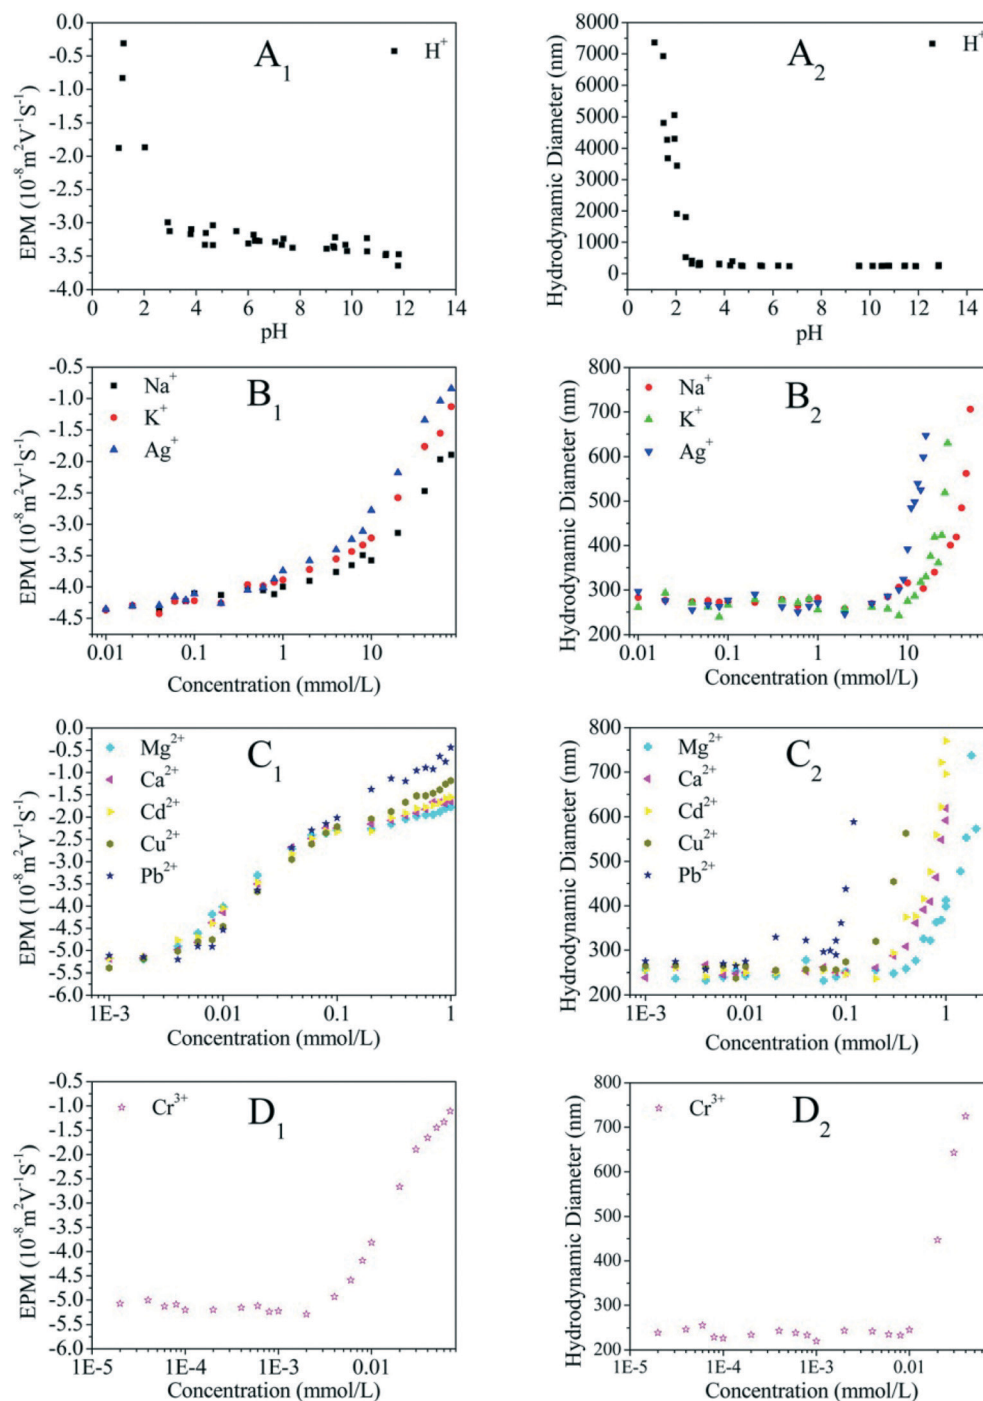 A1
H+
0.0
-0.5
-1.0
-1.5
-2.0
-2.5
-3.0
-3.5
-4.0
EPM (10-8m2V-1S-1)
0 2 4 6 8 10 12 14
pH
A2
H+
8000
7000
6000
5000
4000
3000
2000
1000
0
Hydrodynamic Diameter (nm)
0 2 4 6 8 10 12 14
pH
B1
Na+
K+
Ag+
-0.5
-1.0
-1.5
-2.0
-2.5
-3.0
-3.5
-4.0
-4.5
EPM (10-8m2V-1S-1)
0.01 0.1 1 10
Concentration (mmol/L)
B2
Na+
K+
Ag+
800
700
600
500
400
300
200
Hydrodynamic Diameter (nm)
0.01 0.1 1 10
Concentration (mmol/L)
C1
Mg2+
Ca2+
Cd2+
Cu2+
Pb2+
0.0
-0.5
-1.0
-1.5
-2.0
-2.5
-3.0
-3.5
-4.0
-4.5
-5.0
-5.5
-6.0
EPM (10-8m2V-1S-1)
1E-3 0.01 0.1 1
Concentration (mmol/L)
C2
Mg2+
Ca2+
Cd2+
Cu2+
Pb2+
800
700
600
500
400
300
200
Hydrodynamic Diameter (nm)
1E-3 0.01 0.1 1
Concentration (mmol/L)
D1
Cr3+
-0.5
-1.0
-1.5
-2.0
-2.5
-3.0
-3.5
-4.0
-4.5
-5.0
-5.5
-6.0
EPM (10-8m2V-1S-1)
1E-5 1E-4 1E-3 0.01
Concentration (mmol/L)
D2
Cr3+
800
700
600
500
400
300
200
Hydrodynamic Diameter (nm)
1E-5 1E-4 1E-3 0.01
Concentration (mmol/L)